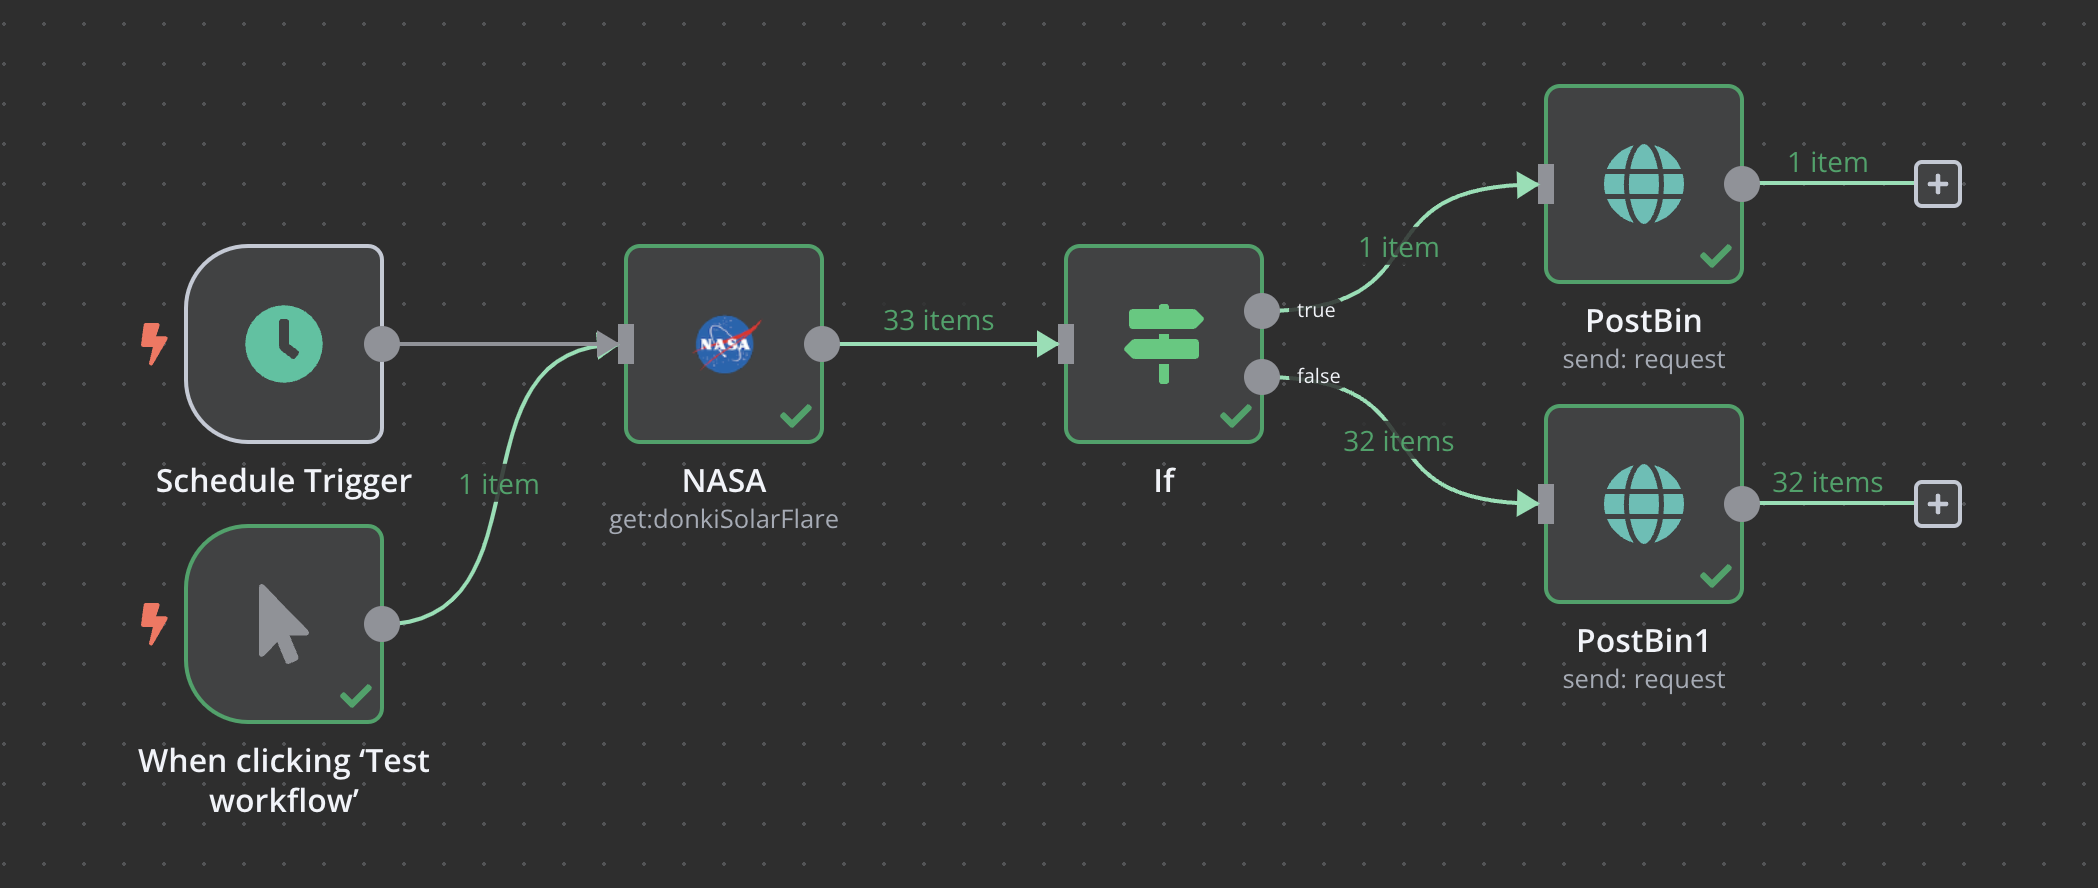 1 item
1 item
true
PostBin
send: request
NASA
33 items
false
32 items
Schedule Trigger
1 item
NASA
get:donkiSolarFlare
If
32 items
PostBin1
send: request
When clicking ‘Test
workflow’